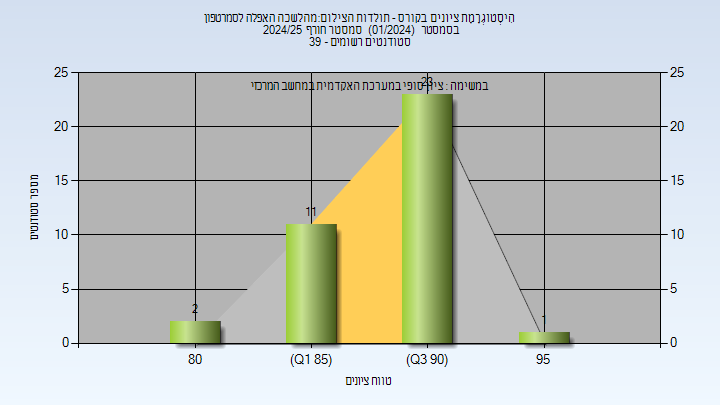 היסטוגרמת ציונים בקורס - תולדות הצילום:מהלשכה האפלה לסמרטפון
בסמסטר (01/2024) סמסטר חורף 2024/25
סטודנטים רשומים - 39
במשימה : ציון סופי במערכת האקדמית במחשב המרכזי
מספר סטודנטים
25
20
15
10
5
0
25
20
15
10
5
0
2
11
23
1
80
(Q1 85)
(Q3 90)
95
טווח ציונים